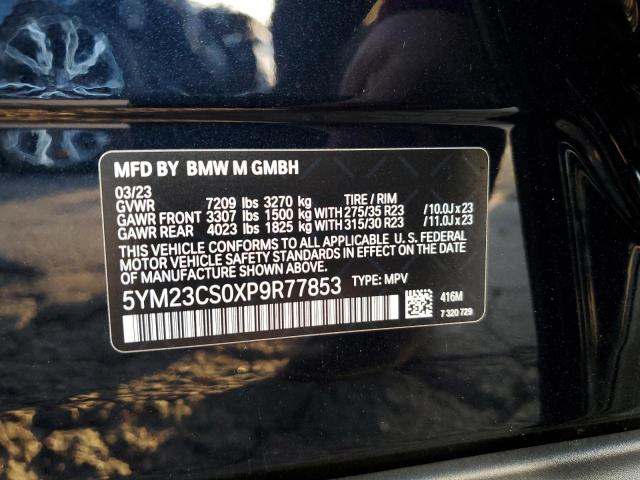 MFD BY BMW M GMBH
03/23
GVWR 7209 lbs 3270 kg TIRE / RIM
GAWR FRONT 3307 lbs 1500 kg WITH 275/35 R23 / 10.0J x 23
GAWR REAR 4023 lbs 1825 kg WITH 315/30 R23 / 11.0J x 23
THIS VEHICLE CONFORMS TO ALL APPLICABLE U.S. FEDERAL
MOTOR VEHICLE SAFETY STANDARDS IN EFFECT ON THE DATE
OF MANUFACTURE SHOWN ABOVE.
5YM23CS0XP9R77853 TYPE: MPV
416M
7 320 729